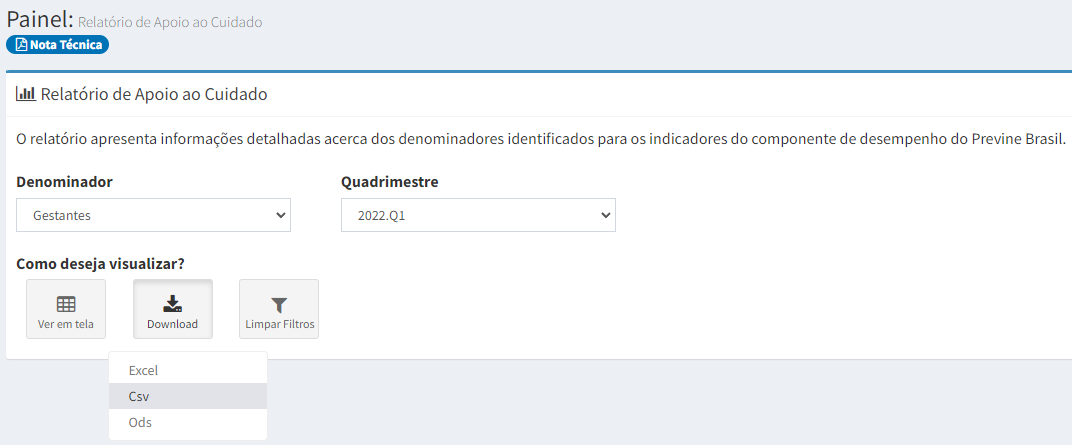 Painel: Relatório de Apoio ao Cuidado
Nota Técnica
Relatório de Apoio ao Cuidado
O relatório apresenta informações detalhadas acerca dos denominadores identificados para os indicadores do componente de desempenho do Previne Brasil.
Denominador Quadrimestre
Gestantes 2022.Q1
Como deseja visualizar?
Ver em tela Download Limpar Filtros
Excel
Csv
Ods